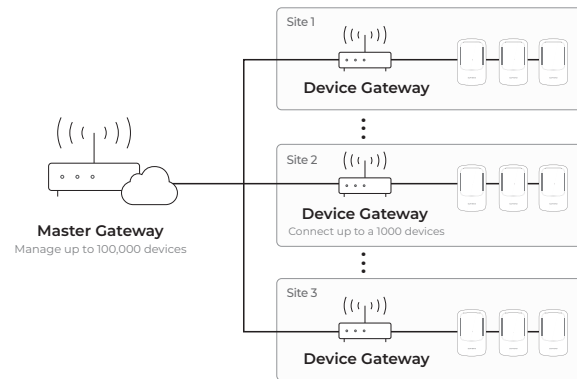 Site 1
Device Gateway
Master Gateway
Manage up to 100,000 devices
Site 2
Device Gateway
Connect up to a 1000 devices
Site 3
Device Gateway